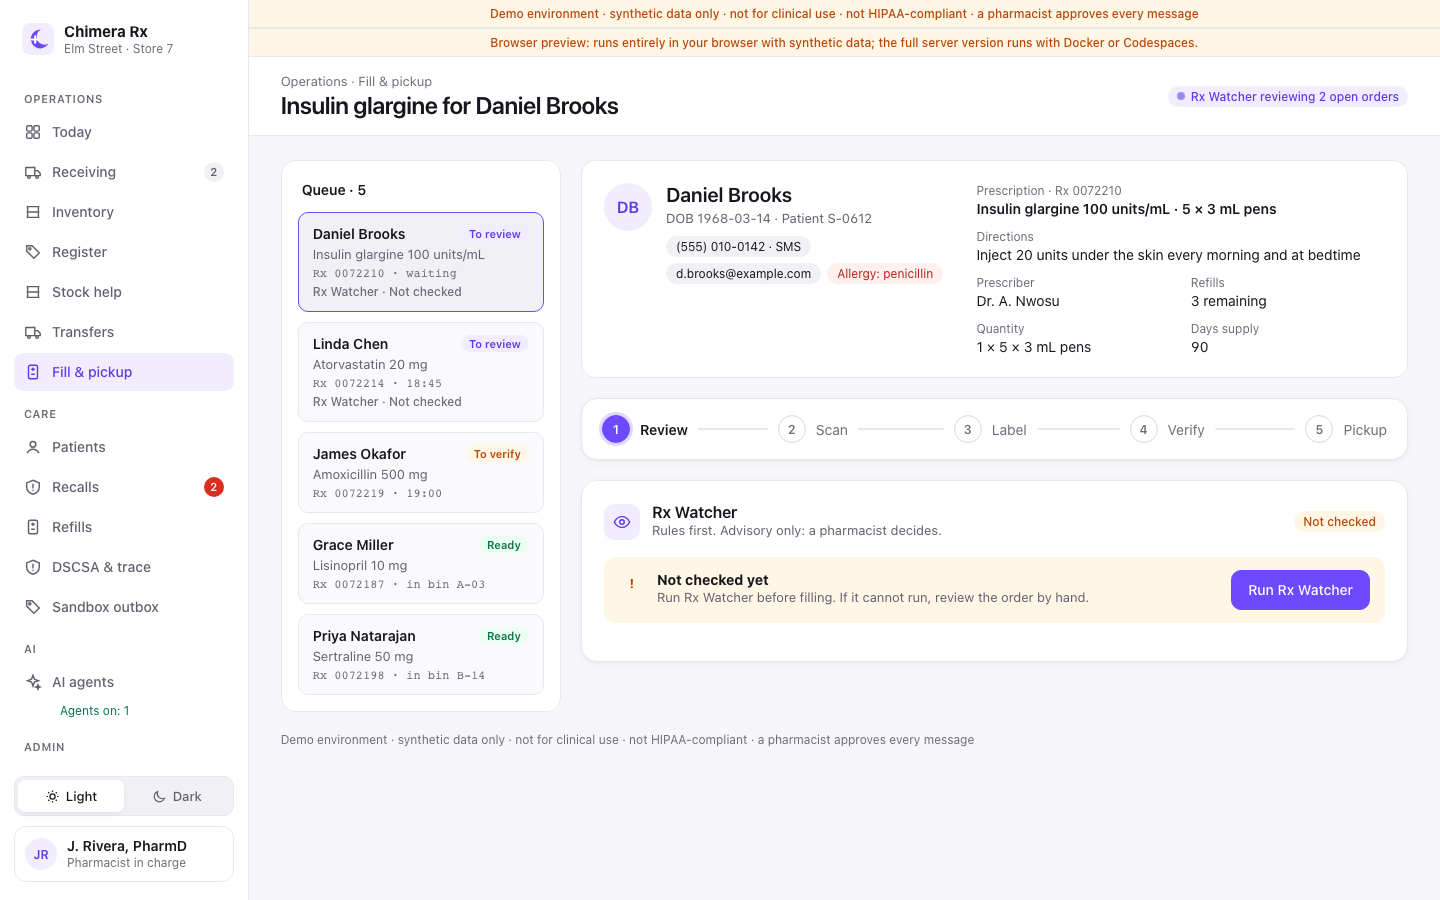 Chimera Rx
Elm Street · Store 7
OPERATIONS
Today
Receiving 2
Inventory
Register
Stock help
Transfers
Fill & pickup
CARE
Patients
Recalls 2
Refills
DSCSA & trace
Sandbox outbox
AI
AI agents
Agents on: 1
ADMIN
Light Dark
JR
J. Rivera, PharmD
Pharmacist in charge
Demo environment · synthetic data only · not for clinical use · not HIPAA-compliant · a pharmacist approves every message
Browser preview: runs entirely in your browser with synthetic data; the full server version runs with Docker or Codespaces.
Operations · Fill & pickup
Insulin glargine for Daniel Brooks
Rx Watcher reviewing 2 open orders
Queue · 5
Daniel Brooks To review
Insulin glargine 100 units/mL
Rx 0072210 · waiting
Rx Watcher · Not checked
Linda Chen To review
Atorvastatin 20 mg
Rx 0072214 · 18:45
Rx Watcher · Not checked
James Okafor To verify
Amoxicillin 500 mg
Rx 0072219 · 19:00
Grace Miller Ready
Lisinopril 10 mg
Rx 0072187 · in bin A-03
Priya Natarajan Ready
Sertraline 50 mg
Rx 0072198 · in bin B-14
DB
Daniel Brooks
DOB 1968-03-14 · Patient S-0612
(555) 010-0142 · SMS
d.brooks@example.com Allergy: penicillin
Prescription · Rx 0072210
Insulin glargine 100 units/mL · 5 × 3 mL pens
Directions
Inject 20 units under the skin every morning and at bedtime
Prescriber Refills
Dr. A. Nwosu 3 remaining
Quantity Days supply
1 × 5 × 3 mL pens 90
1 Review 2 Scan 3 Label 4 Verify 5 Pickup
Rx Watcher
Rules first. Advisory only: a pharmacist decides.
Not checked
! Not checked yet
Run Rx Watcher before filling. If it cannot run, review the order by hand.
Run Rx Watcher
Demo environment · synthetic data only · not for clinical use · not HIPAA-compliant · a pharmacist approves every message